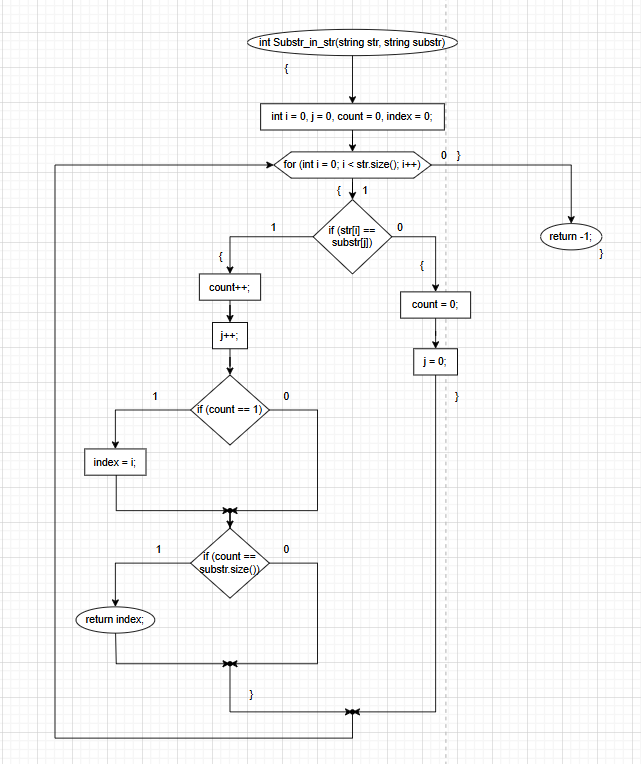 int Substr_in_str(string str, string substr)
{
int i = 0, j = 0, count = 0, index = 0;
for (int i = 0; i < str.size(); i++)
0 }
{ 1
return -1;
}
if (str[i] ==
substr[j])
1
0
{
{
count++;
count = 0;
j++;
j = 0;
}
if (count == 1)
1
0
index = i;
if (count ==
substr.size())
1
0
return index;
}